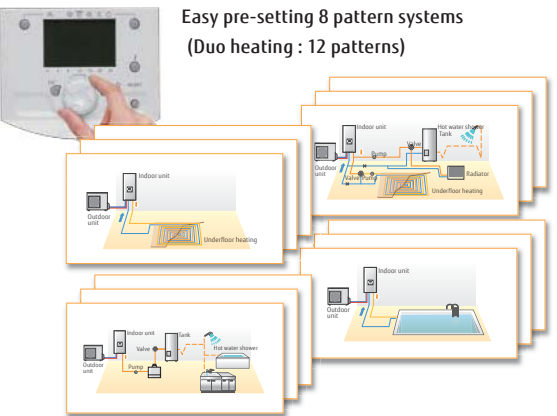 Easy pre-setting 8 pattern systems
(Duo heating : 12 patterns)
Indoor unit
Hot water shower
Tank
Valve
Pump
Outdoor
unit
Radiator
Valve
Pump
Underfloor heating
Indoor unit
Outdoor
unit
Underfloor heating
Indoor unit
Outdoor
unit
Indoor unit
Tank
Valve
Hot water shower
Outdoor
unit
Pump